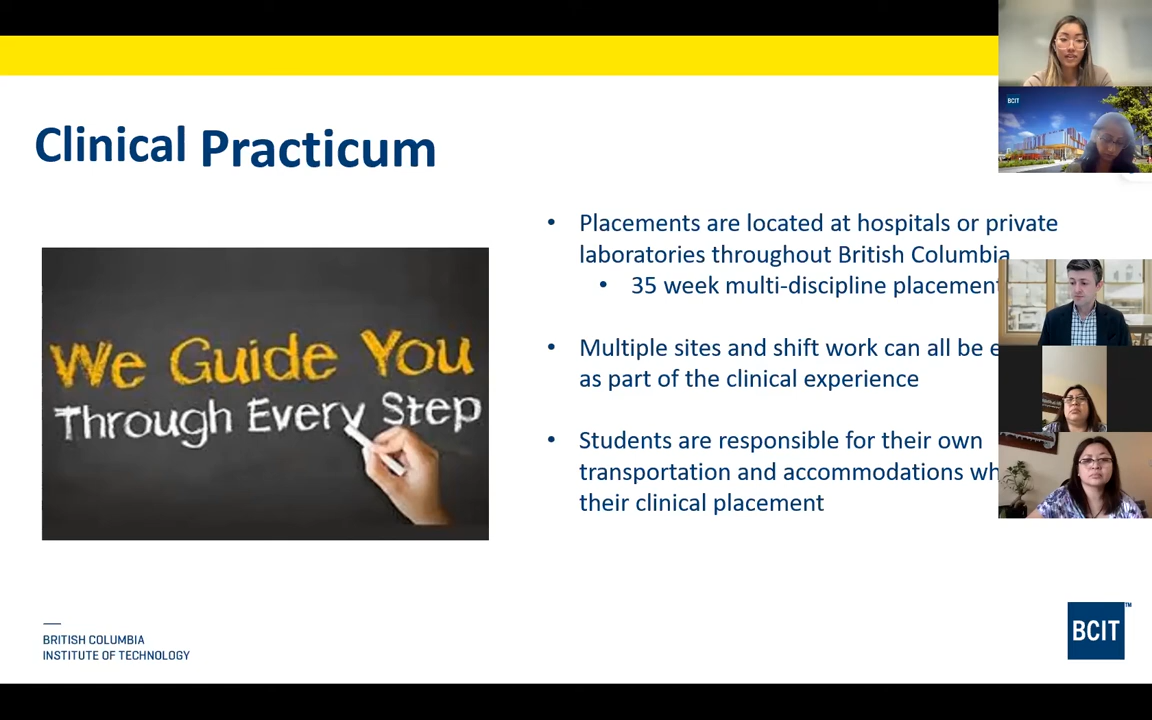 Clinical Practicum
We Guide You
Through Every Step
• Placements are located at hospitals or private
laboratories throughout British Columbia
• 35 week multi-discipline placement
• Multiple sites and shift work can all be
as part of the clinical experience
• Students are responsible for their own
transportation and accommodations
their clinical placement
BRITISH COLUMBIA
INSTITUTE OF TECHNOLOGY
BCIT™
BCIT